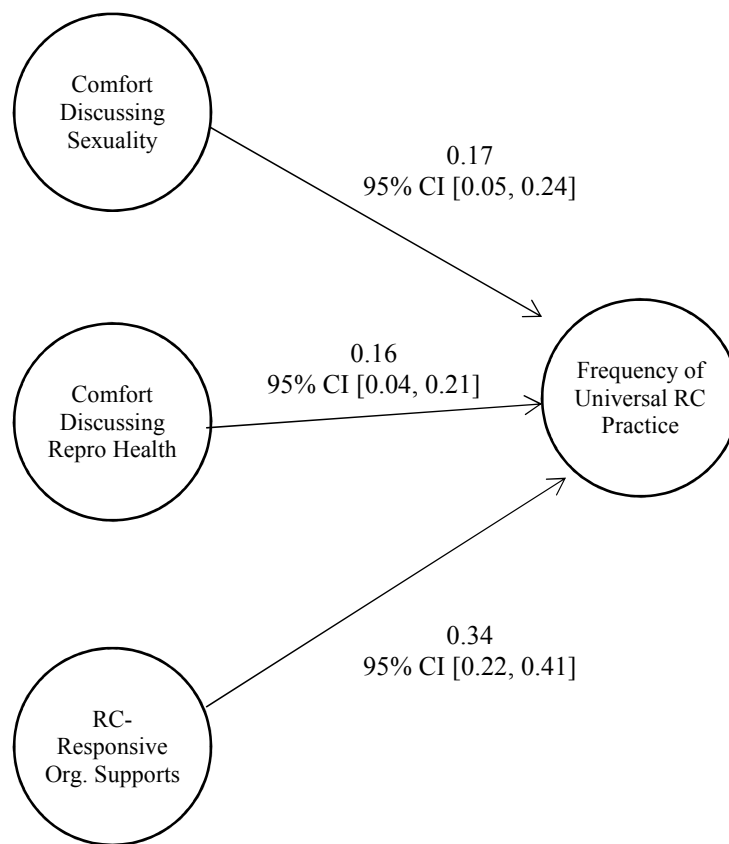 Comfort
Discussing
Sexuality
0.17
95% CI [0.05, 0.24]
Comfort
Discussing
Repro Health
0.16
95% CI [0.04, 0.21]
Frequency of
Universal RC
Practice
RC-
Responsive
Org. Supports
0.34
95% CI [0.22, 0.41]